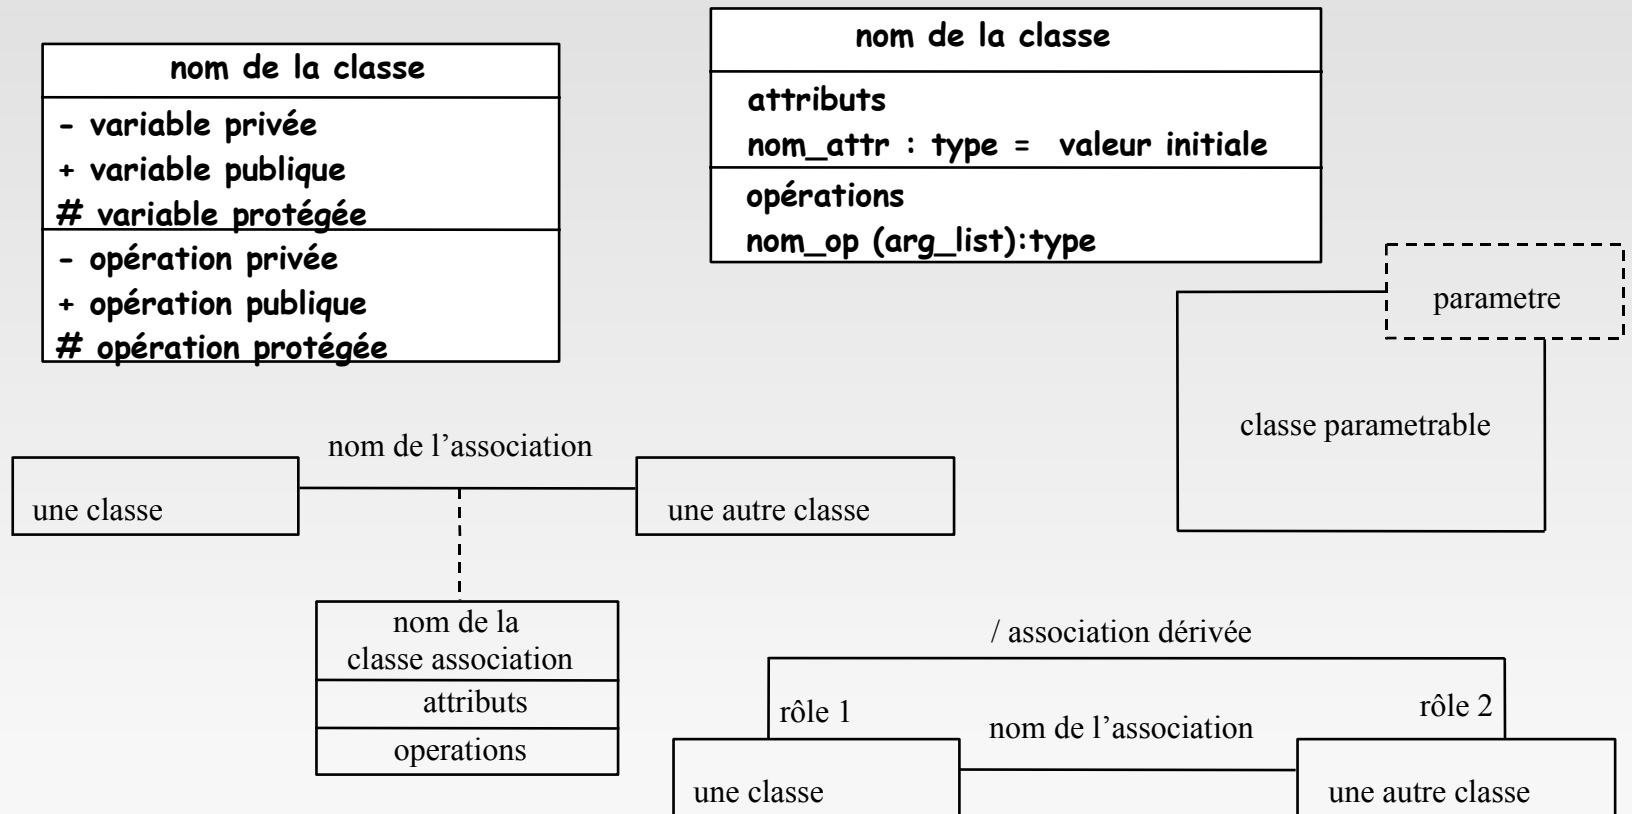 nom de la classe
- variable privée
+ variable publique
# variable protégée
- opération privée
+ opération publique
# opération protégée
nom de la classe
attributs
nom_attr : type = valeur initiale
opérations
nom_op (arg_list):type
parametre
classe parametrable
nom de l’association
une classe
une autre classe
nom de la
classe association
attributs
operations
/ association dérivée
rôle 1
rôle 2
nom de l’association
une classe
une autre classe